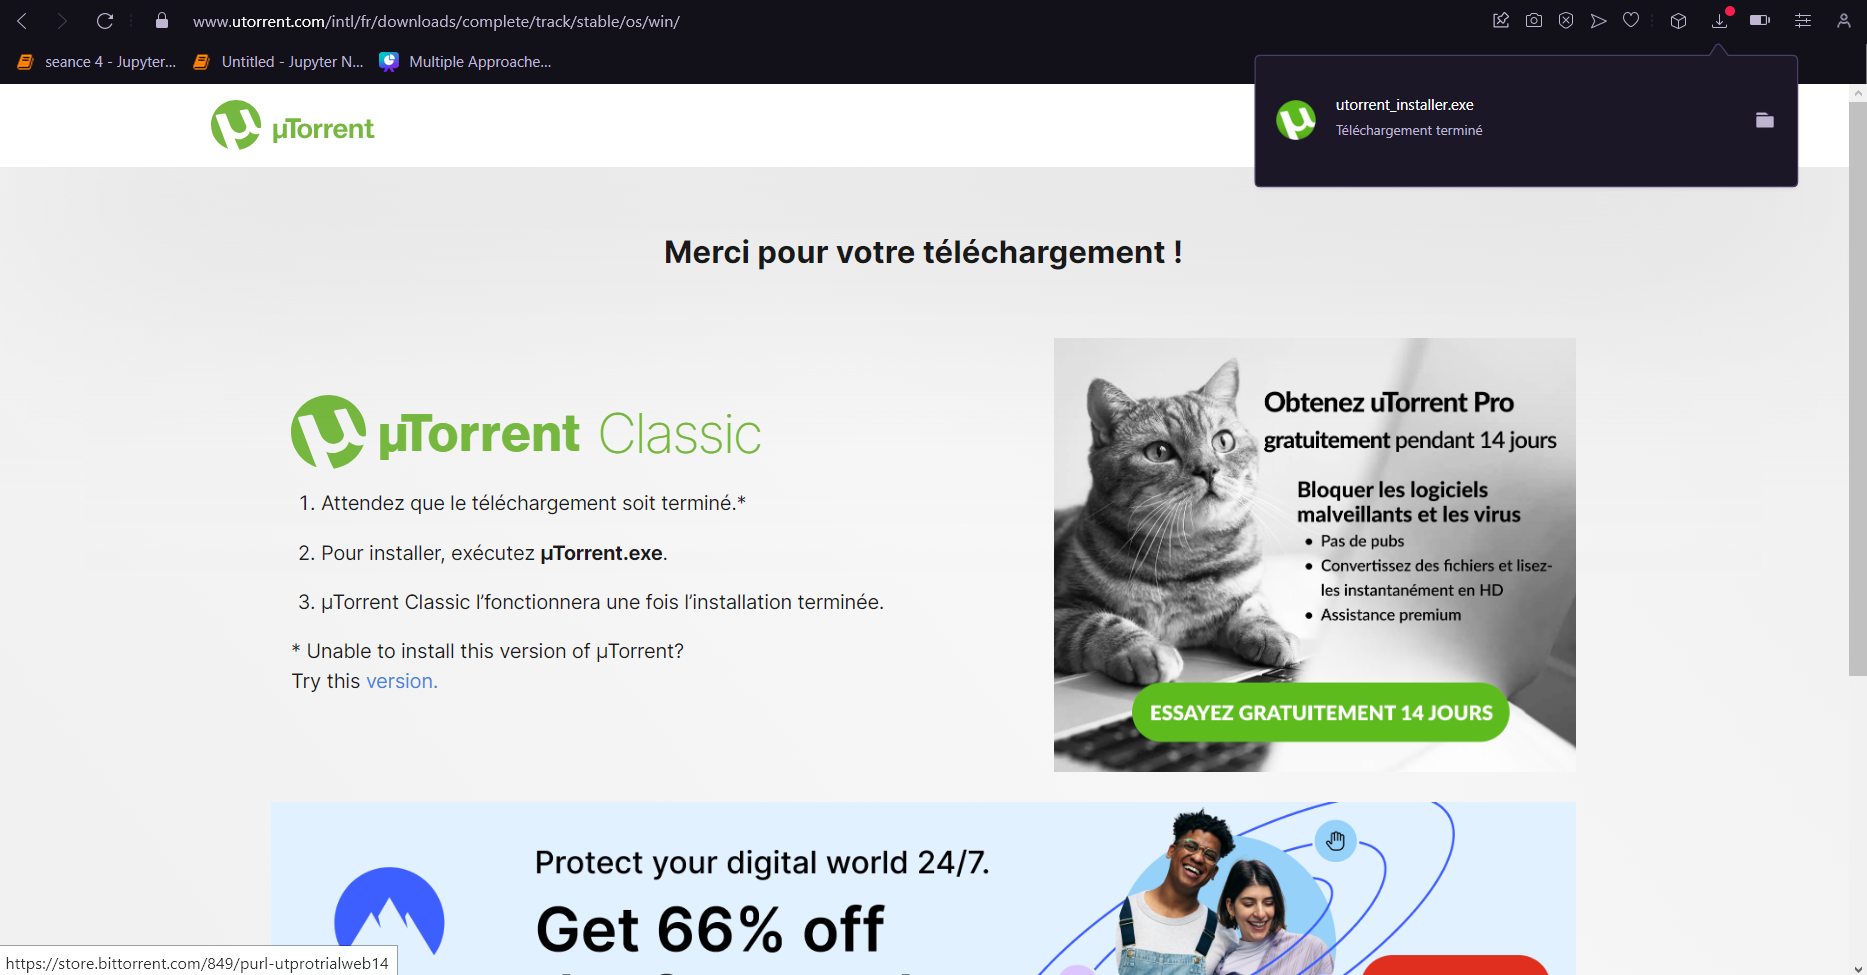 www.utorrent.com/intl/fr/downloads/complete/track/stable/os/win/
seance 4 - Jupyter...
Untitled - Jupyter N...
Multiple Approache...
utorrent_installer.exe
Téléchargement terminé
µTorrent
Merci pour votre téléchargement !
µTorrent Classic
1. Attendez que le téléchargement soit terminé.*
2. Pour installer, exécutez µTorrent.exe.
3. µTorrent Classic l’fonctionnera une fois l’installation terminée.
* Unable to install this version of µTorrent?
Try this version.
Obtenez uTorrent Pro
gratuitement pendant 14 jours
Bloquer les logiciels
malveillants et les virus
• Pas de pubs
• Convertissez des fichiers et lisez-
les instantanément en HD
• Assistance premium
ESSAYEZ GRATUITEMENT 14 JOURS
Protect your digital world 24/7.
Get 66% off
https://store.bittorrent.com/849/purl-utprotrialweb14